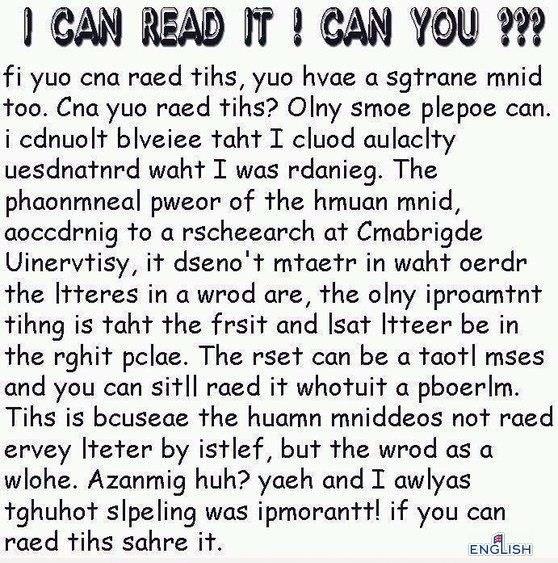 I CAN READ IT ! CAN YOU ???
fi yuo cna raed tihs, yuo hvae a sgtrane mnid
too. Cna yuo raed tihs? Olny smoe plepoe can.
i cdnuolt blveiee taht I cluod aulaclty
uesdnatnrd waht I was rdanieg. The
phaonmneal pweor of the hmuan mnid,
aoccdrnig to a rscheearch at Cmabrigde
Uinervtisy, it dseno't mtaetr in waht oerdr
the ltteres in a wrod are, the olny iproamtnt
tihng is taht the frsit and lsat ltteer be in
the rghit pclae. The rset can be a taotl mses
and you can sitll raed it whotuit a pboerlm.
Tihs is bcuseae the huamn mniddeos not raed
ervey lteter by istlef, but the wrod as a
wlohe. Azanmig huh? yaeh and I awlyas
tghuhot slpeling was ipmorantt! if you can
raed tihs sahre it.
ENGLISH